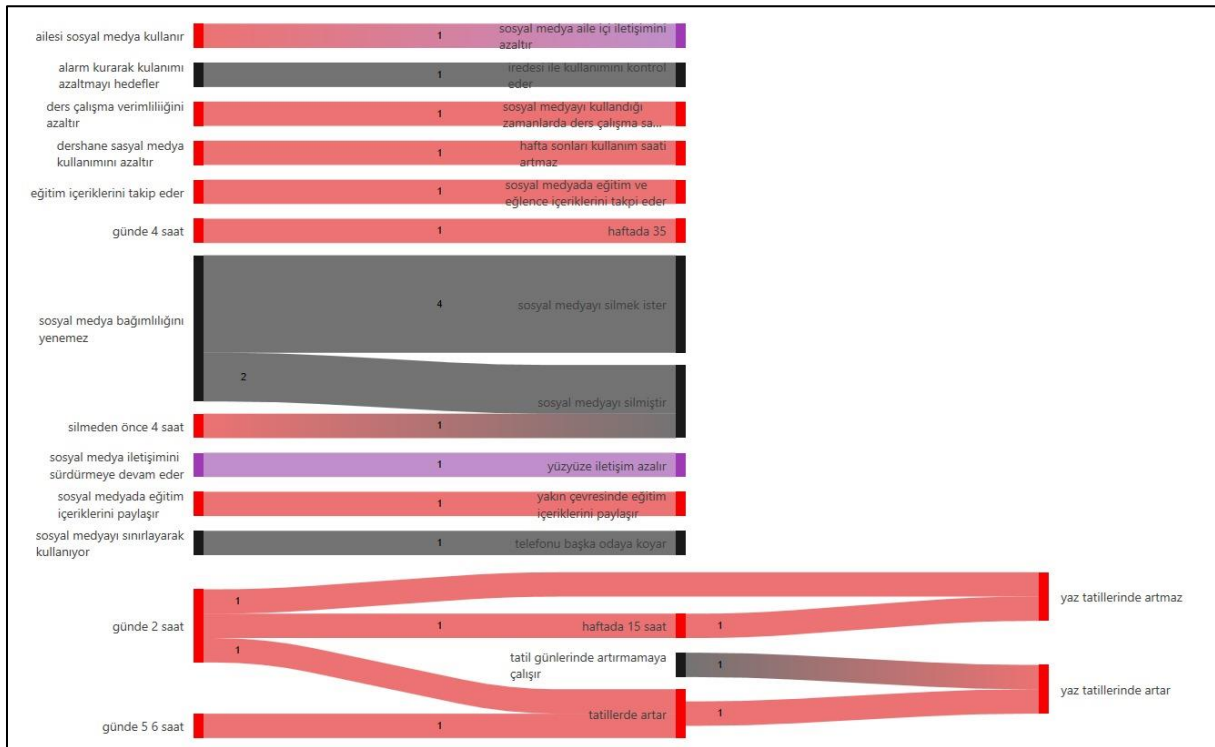 ailesi sosyal medya kullanır
1
sosyal medya aile içi iletişimini
azaltır
alarm kurarak kulanımı
azaltmayı hedefler
1
iredesi ile kullanımını kontrol
eder
ders çalışma verimliliiğini
azaltır
1
sosyal medyayı kullandığı
zamanlarda ders çalışma sa...
dershane sasyal medya
kullanımını azaltır
1
hafta sonları kullanım saati
artmaz
eğitim içeriklerini takip eder
1
sosyal medyada eğitim ve
eğlence içeriklerini takpi eder
günde 4 saat
1
haftada 35
sosyal medya bağımlılığını
yenemez
4
sosyal medyayı silmek ister
2
sosyal medyayı silmiştir
silmeden önce 4 saat
1
sosyal medya iletişimini
sürdürmeye devam eder
1
yüzyüze iletişim azalır
sosyal medyada eğitim
içeriklerini paylaşır
1
yakın çevresinde eğitim
içeriklerini paylaşır
sosyal medyayı sınırlayarak
kullanıyor
1
telefonu başka odaya koyar
günde 2 saat
1
1
1
haftada 15 saat
1
yaz tatillerinde artmaz
tatil günlerinde artırmamaya
çalışır
1
yaz tatillerinde artar
günde 5 6 saat
1
tatillerde artar
1